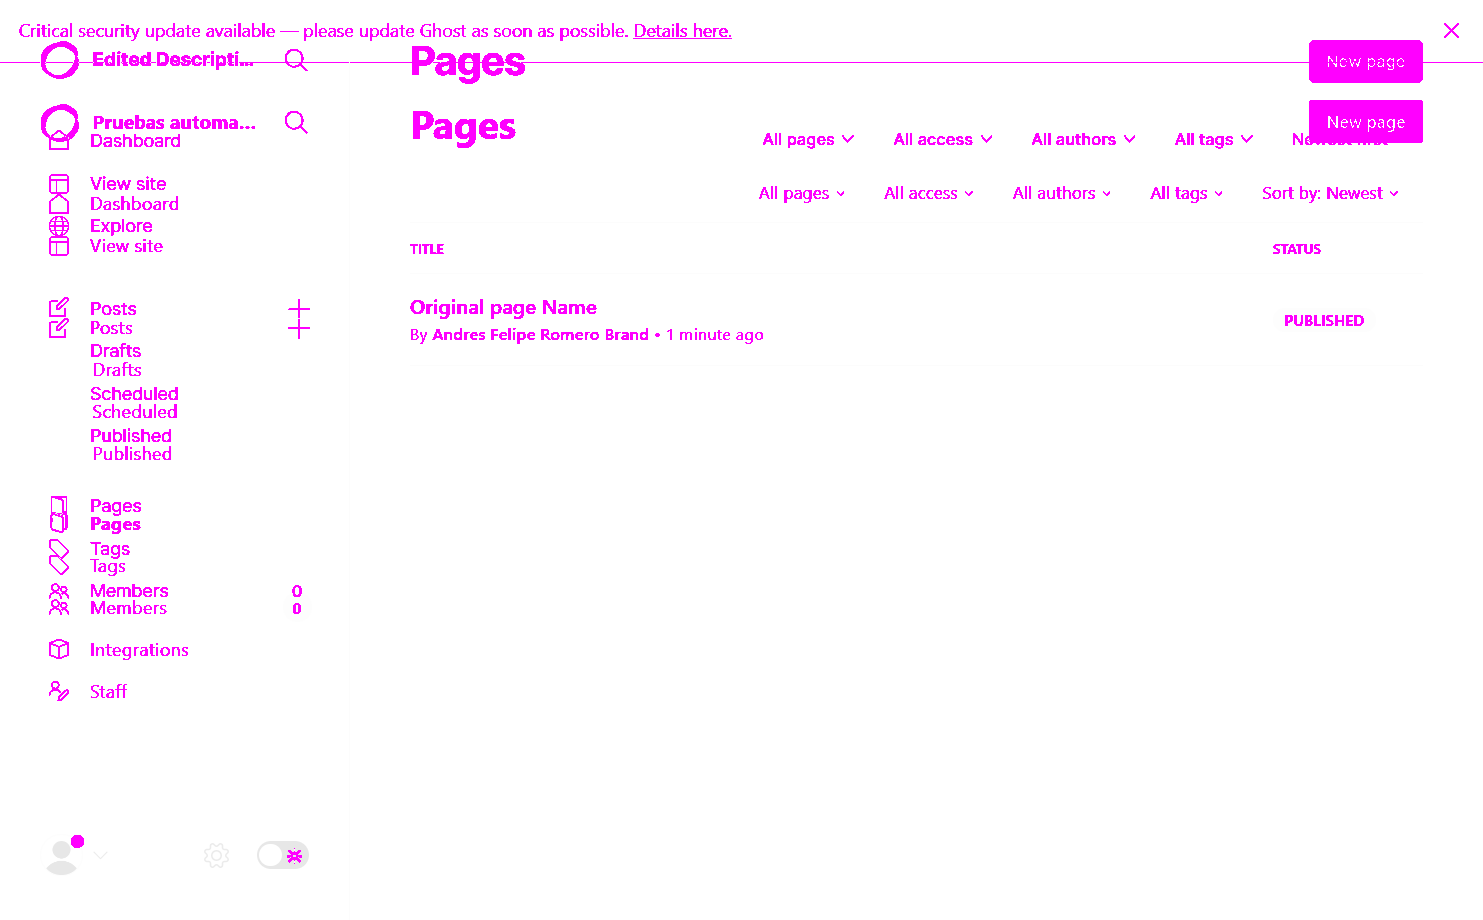 Critical security update available — please update Ghost as soon as possible. Details here.
Edited Descripti...
Pages
New page
Pruebas automa...
Pages
New page
Dashboard
All pages
All access
All authors
All tags
Newest first
View site
Dashboard
All pages
All access
All authors
All tags
Sort by: Newest
Explore
View site
TITLE
STATUS
Posts
Original page Name
Posts
By Andres Felipe Romero Brand • 1 minute ago
PUBLISHED
Drafts
Drafts
Scheduled
Scheduled
Published
Published
Pages
Pages
Tags
Tags
Members 0
Members 0
Integrations
Staff